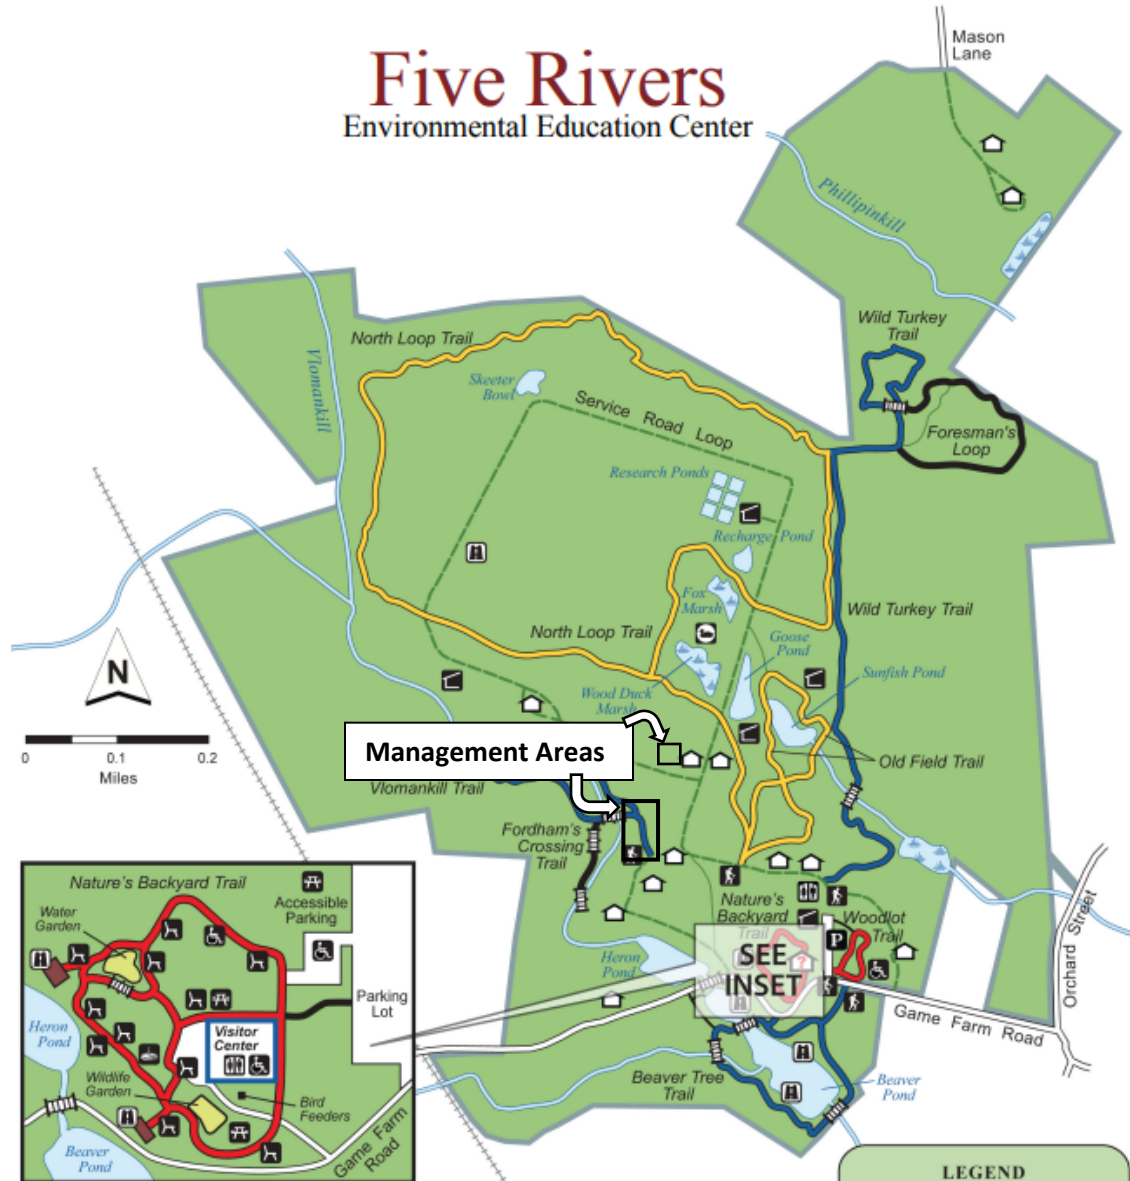 Five Rivers
Environmental Education Center
Mason
Lane
Phillipinkill
Wild Turkey
Trail
Foresman's
Loop
North Loop Trail
Vlomankill
Skeeter
Bowl
Service Road Loop
Research Ponds
Recharge Pond
Fox
Marsh
Wild Turkey Trail
North Loop Trail
Goose
Pond
Sunfish Pond
Wood Duck
Marsh
N
0
0.1
0.2
Miles
Management Areas
Old Field Trail
Vlomankill Trail
Fordham's
Crossing
Trail
Nature's
Backyard
Trail
Woodlot
Trail
P
SEE
INSET
?
Heron
Pond
Orchard Street
Game Farm Road
Beaver Tree
Trail
Beaver
Pond
Nature's Backyard Trail
Water
Garden
Accessible
Parking
Parking
Lot
Heron
Pond
Visitor
Center
Wildlife
Garden
Bird
Feeders
Game Farm
Road
Beaver
Pond
LEGEND